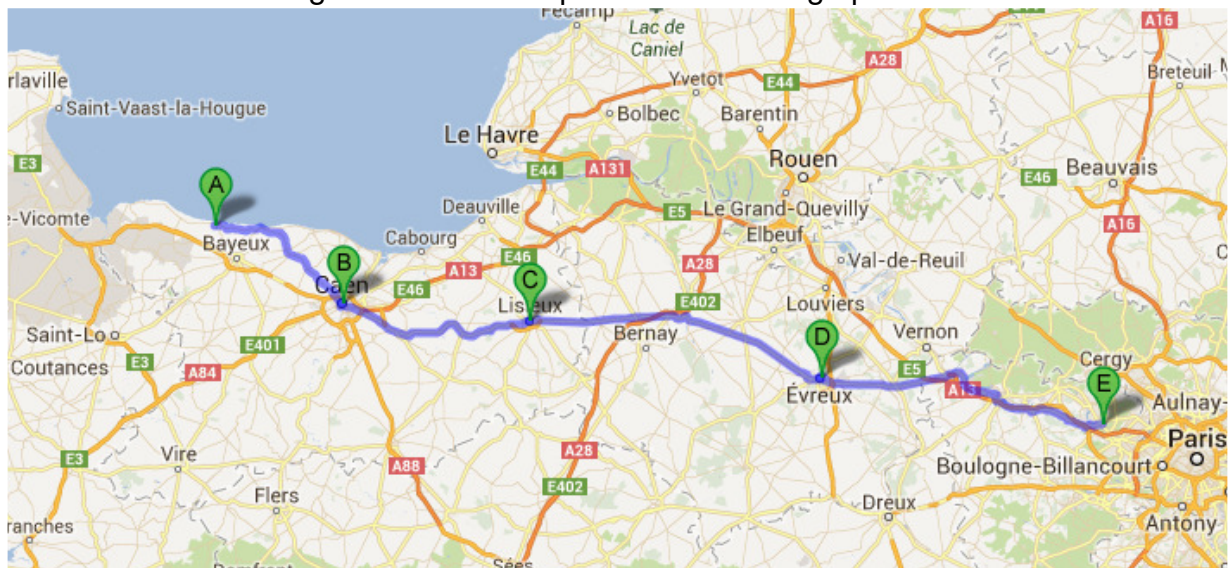 Fécamp
Lac de
Caniel
A16
A28
rlaville
Saint-Vaast-la-Hougue
Yvetot
E44
Breteuil
Bolbec
Barentin
Le Havre
E3
E44
A131
Rouen
E46
Beauvais
A
e-Vicomte
Deauville
E5
Le Grand-Quevilly
A16
Bayeux
Cabourg
Elbeuf
B
E46
A13
C
A28
Val-de-Reuil
Caen
E46
Lisieux
E402
Louviers
Saint-Lo
E401
Bernay
D
Vernon
Coutances
E3
A84
E5
Cergy
A13
E
Évreux
Aulnay-
Paris
E3
Vire
A88
A28
Boulogne-Billancourt
Flers
E402
Dreux
Antony
ranches
Sées
Domfront